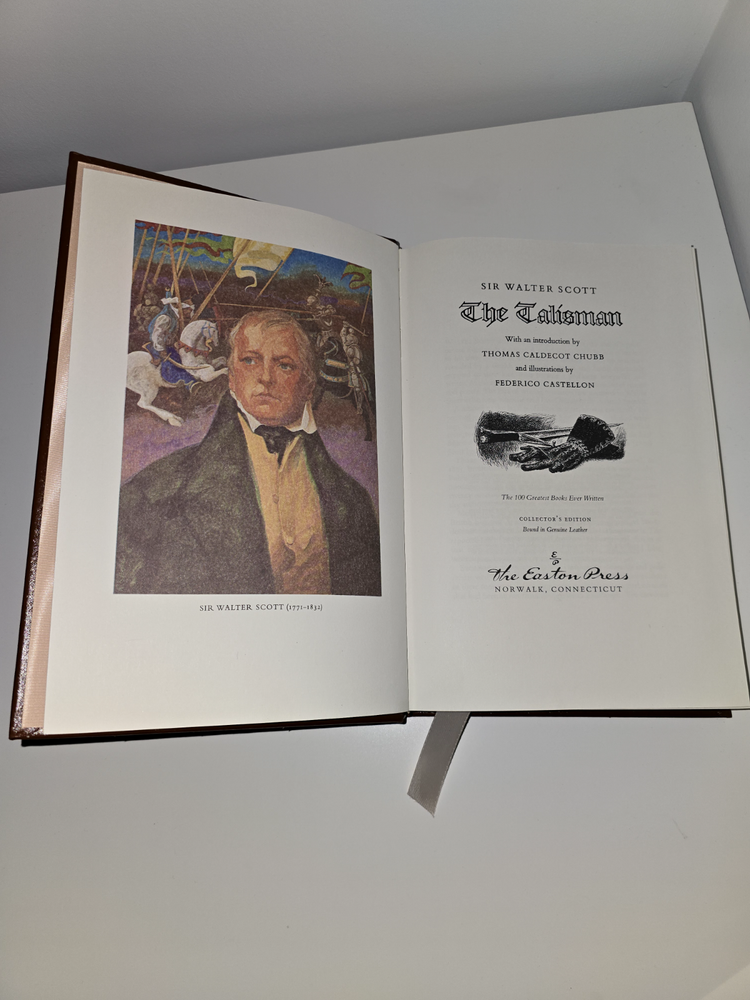 SIR WALTER SCOTT (1771–1832)
SIR WALTER SCOTT
The Talisman
With an introduction by
THOMAS CALDECOT CHUBB
and illustrations by
FEDERICO CASTELLON
The 100 Greatest Books Ever Written
COLLECTOR'S EDITION
Bound in Genuine Leather
E
P
The Easton Press
NORWALK, CONNECTICUT